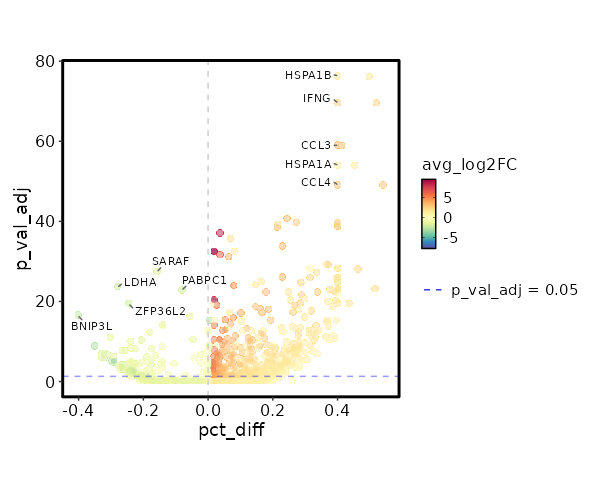 80
60
40
20
0
p_val_adj
HSPA1B
IFNG
CCL3
HSPA1A
CCL4
SARAF
LDHA
PABPC1
ZFP36L2
BNIP3L
-0.4 -0.2 0.0 0.2 0.4
pct_diff
avg_log2FC
5
0
-5
p_val_adj = 0.05